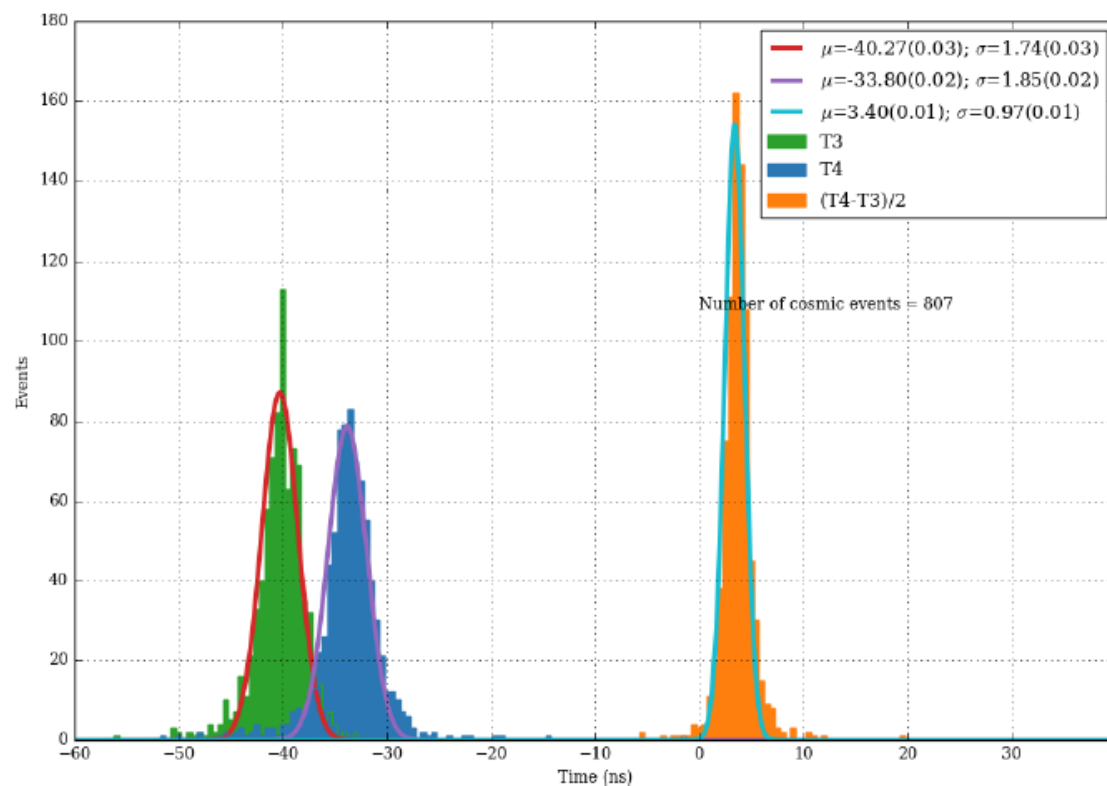 180
160
140
120
100
80
60
40
20
0
Events
−60
−50
−40
−30
−20
−10
0
10
20
30
Time (ns)
μ=-40.27(0.03); σ=1.74(0.03)
μ=-33.80(0.02); σ=1.85(0.02)
μ=3.40(0.01); σ=0.97(0.01)
T3
T4
(T4-T3)/2
Number of cosmic events = 807